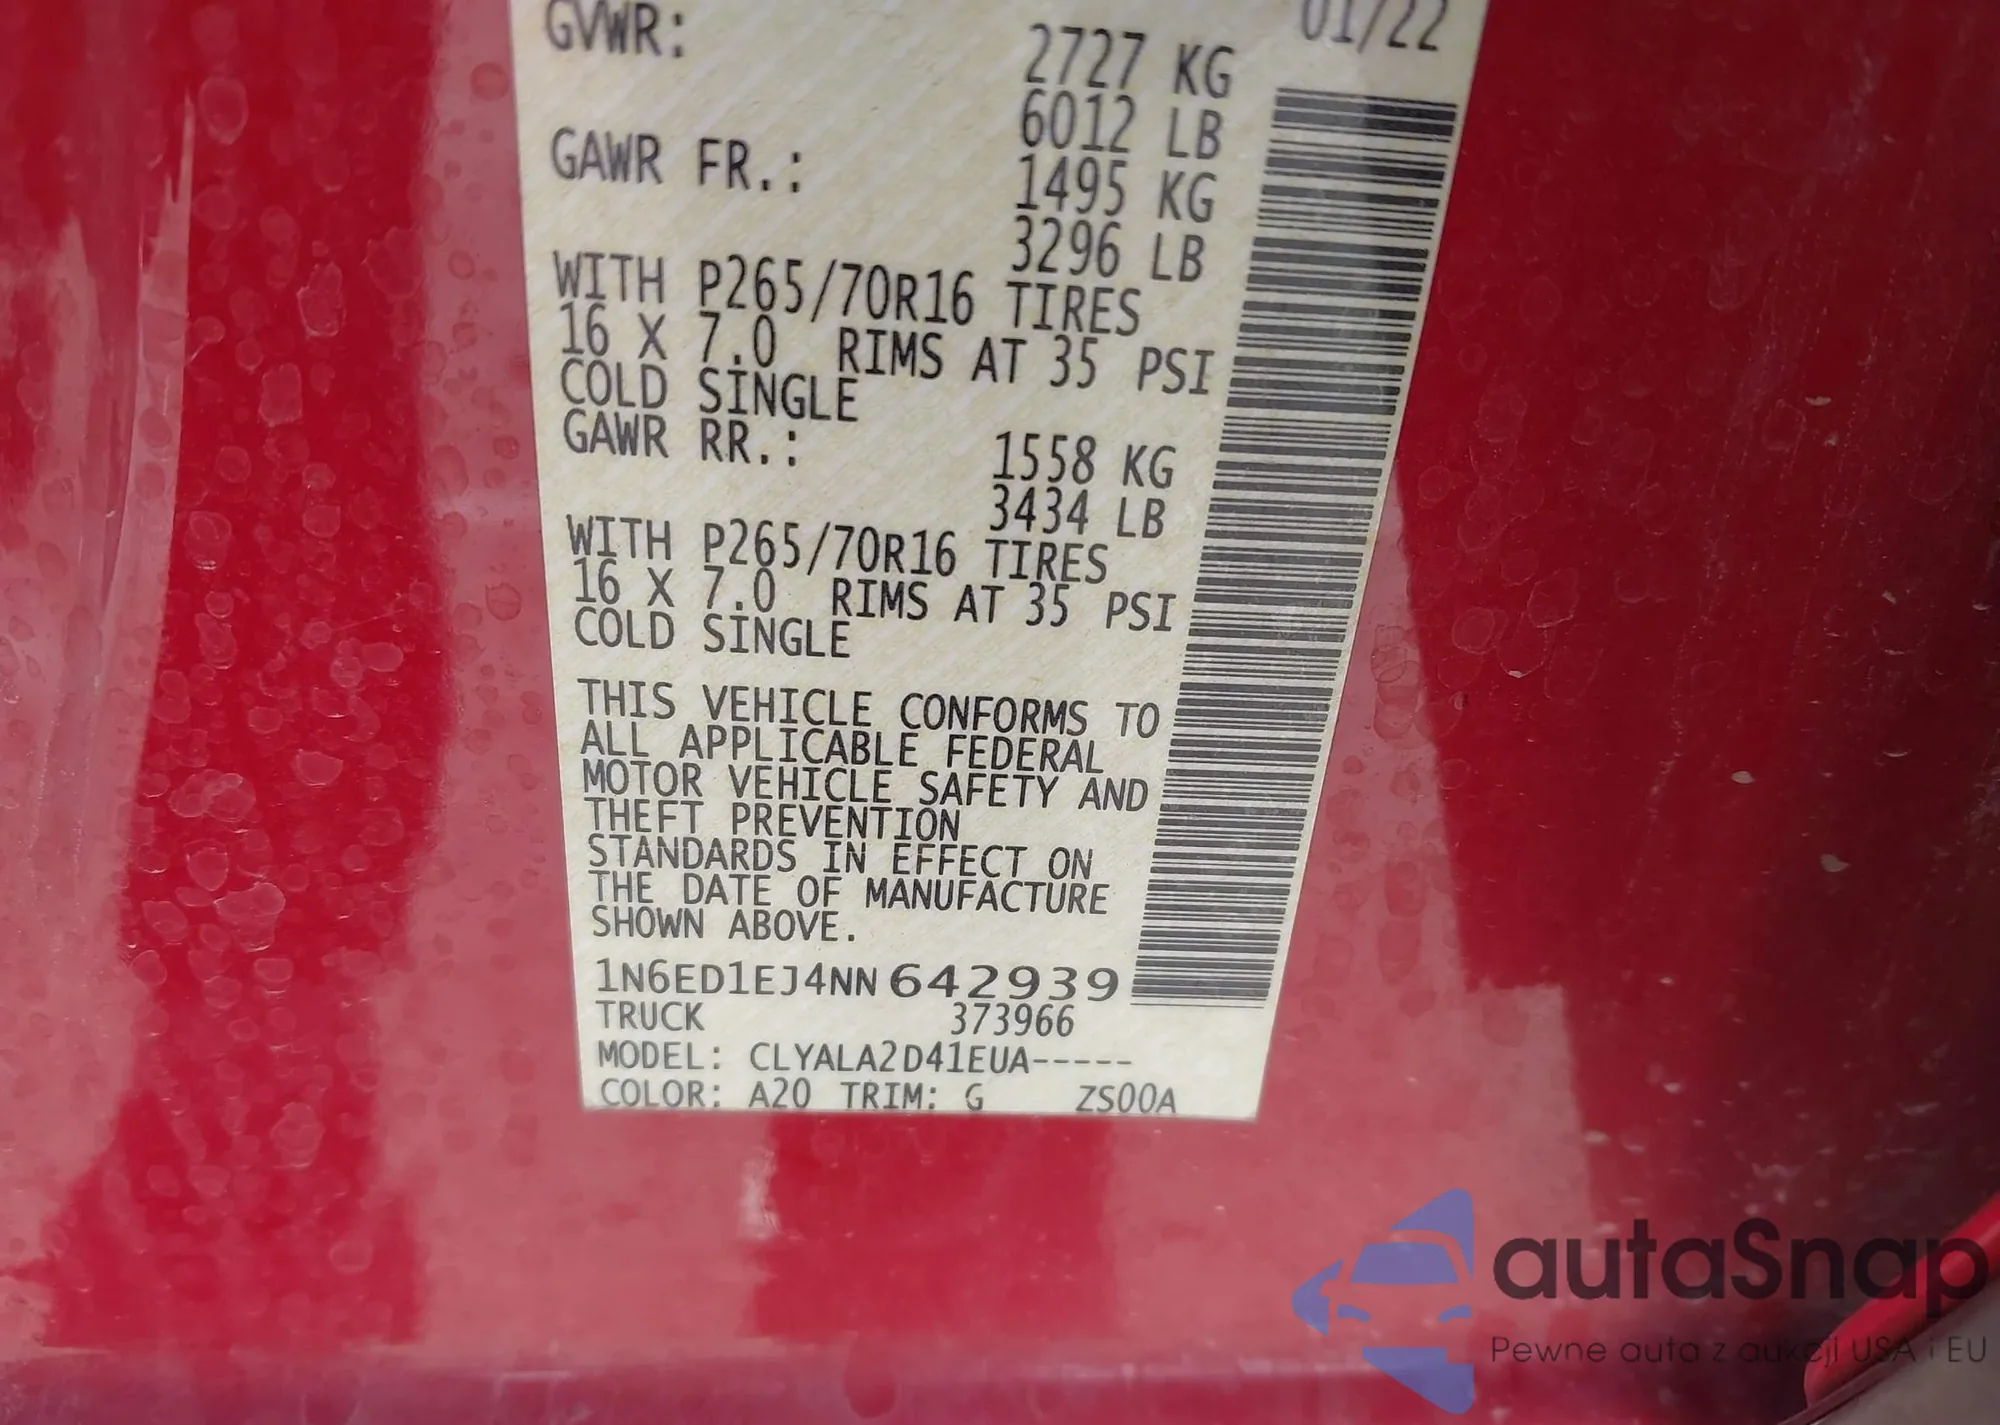 01/22
GVWR: 2727 KG
6012 LB
GAWR FR.: 1495 KG
3296 LB
WITH P265/70R16 TIRES
16 X 7.0 RIMS AT 35 PSI
COLD SINGLE
GAWR RR.: 1558 KG
3434 LB
WITH P265/70R16 TIRES
16 X 7.0 RIMS AT 35 PSI
COLD SINGLE
THIS VEHICLE CONFORMS TO
ALL APPLICABLE FEDERAL
MOTOR VEHICLE SAFETY AND
THEFT PREVENTION
STANDARDS IN EFFECT ON
THE DATE OF MANUFACTURE
SHOWN ABOVE.
1N6ED1EJ4NN642939
TRUCK 373966
MODEL: CLYALA2D41EUA-----
COLOR: A20 TRIM: G ZS00A
autaSnap
Pewne auta z aukcji USA i EU